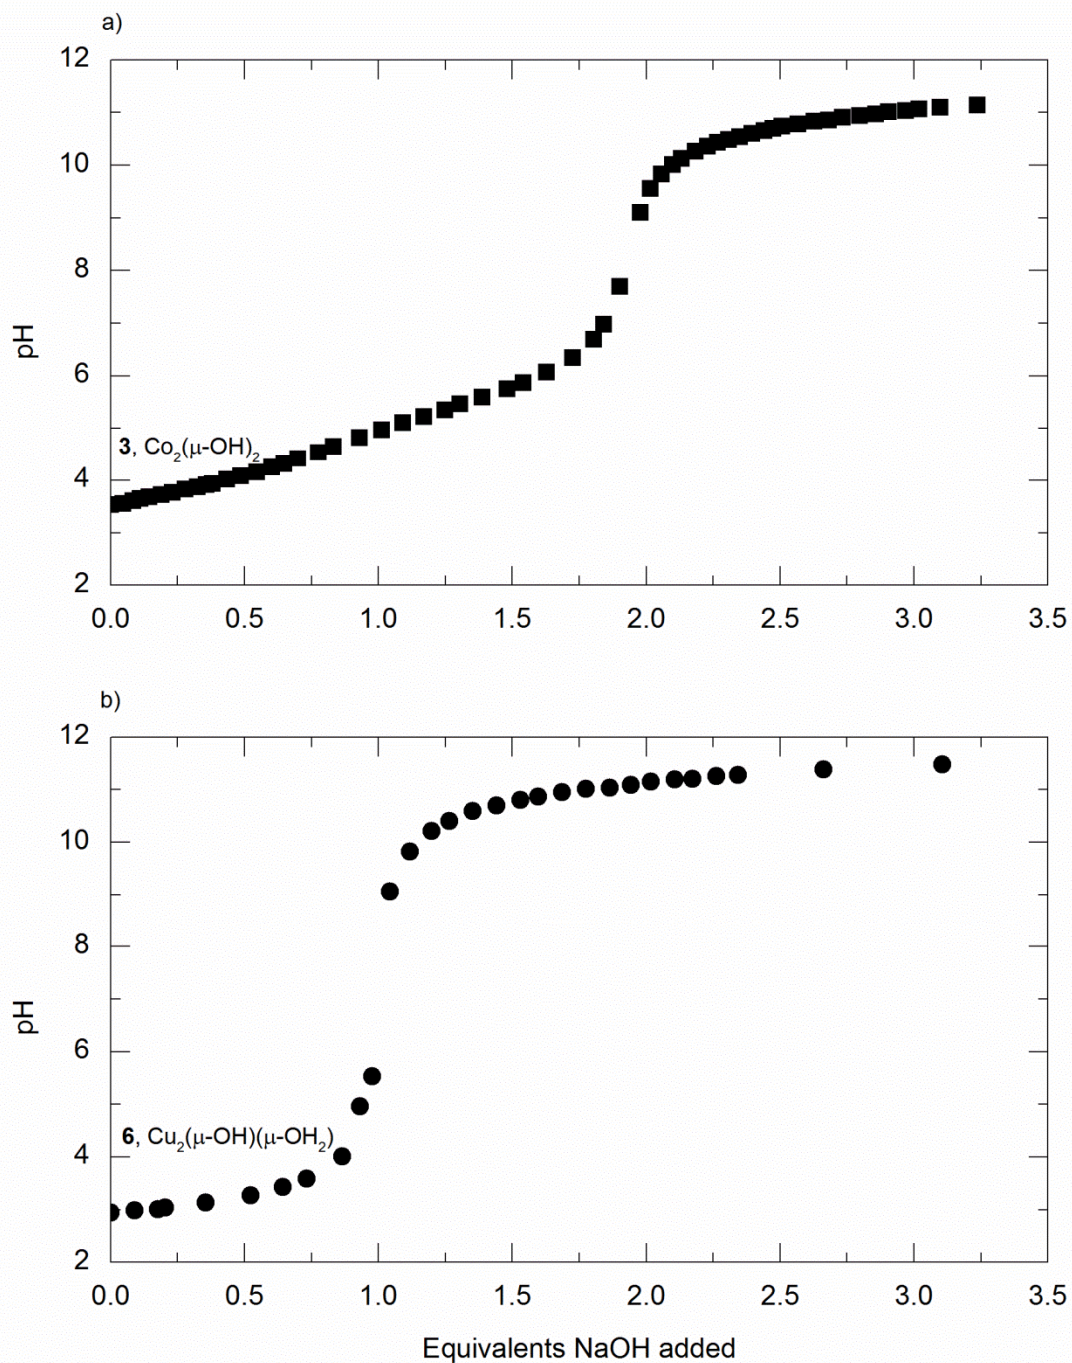 a)
12
10
8
6
4
2
pH
3, Co₂(μ-OH)₂
0.0 0.5 1.0 1.5 2.0 2.5 3.0 3.5
b)
12
10
8
6
4
2
pH
6, Cu₂(μ-OH)(μ-OH₂)
0.0 0.5 1.0 1.5 2.0 2.5 3.0 3.5
Equivalents NaOH added